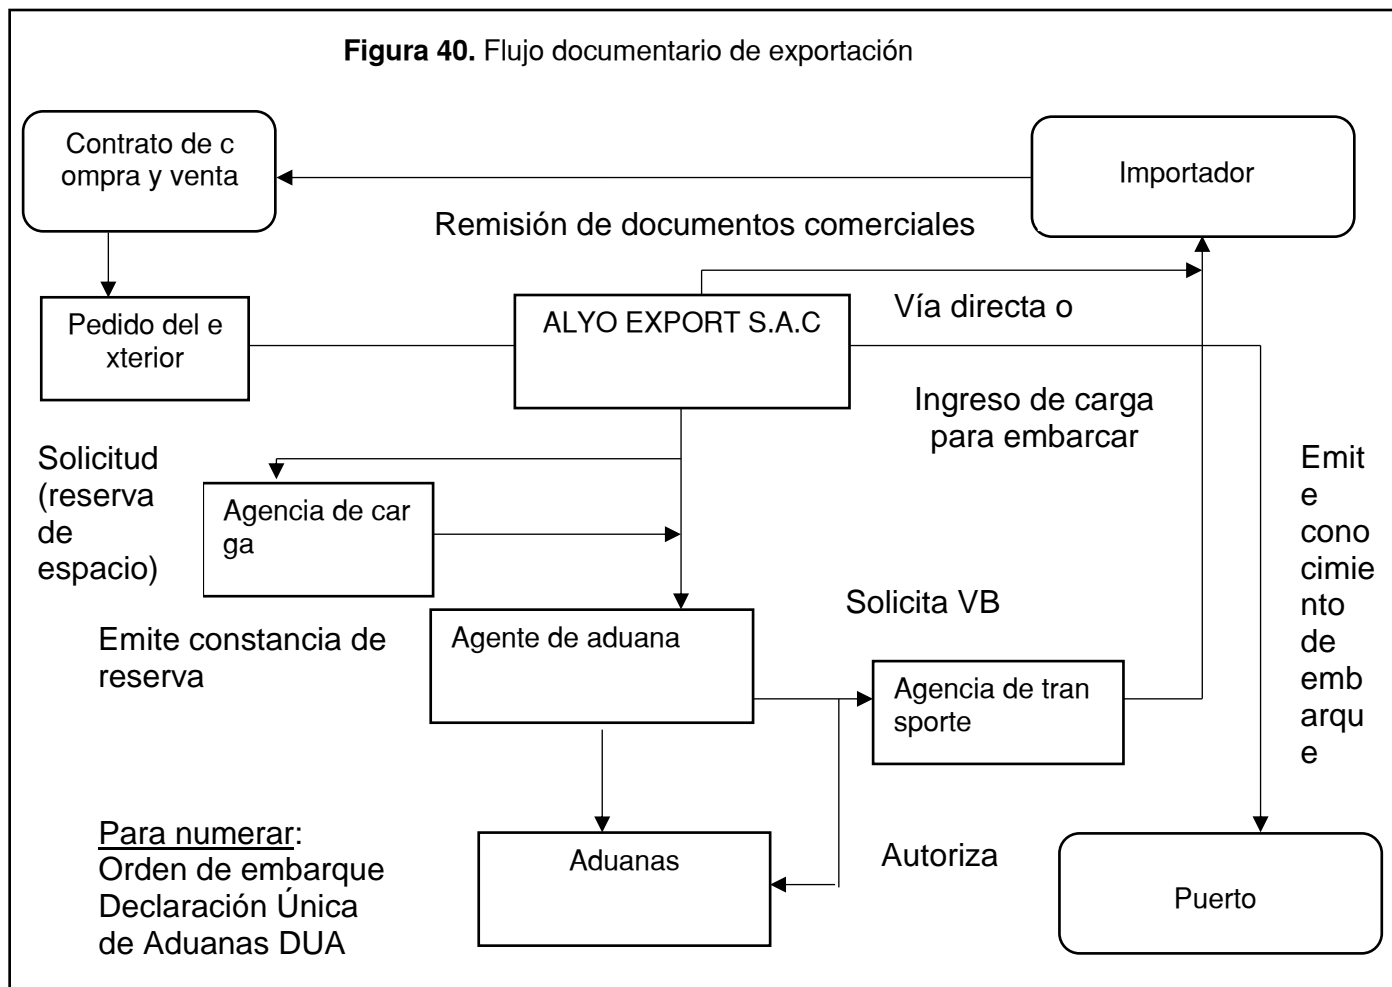 Figura 40. Flujo documentario de exportación
Contrato de c
ompra y venta
Importador
Remisión de documentos comerciales
Pedido del e
xterior
ALYO EXPORT S.A.C
Vía directa o
Ingreso de carga
para embarcar
Solicitud
(reserva
de
espacio)
Agencia de car
ga
Emit
e
cono
cimie
nto
de
emb
arqu
e
Solicita VB
Emite constancia de
reserva
Agente de aduana
Agencia de tran
sporte
Para numerar:
Orden de embarque
Declaración Única
de Aduanas DUA
Aduanas
Autoriza
Puerto